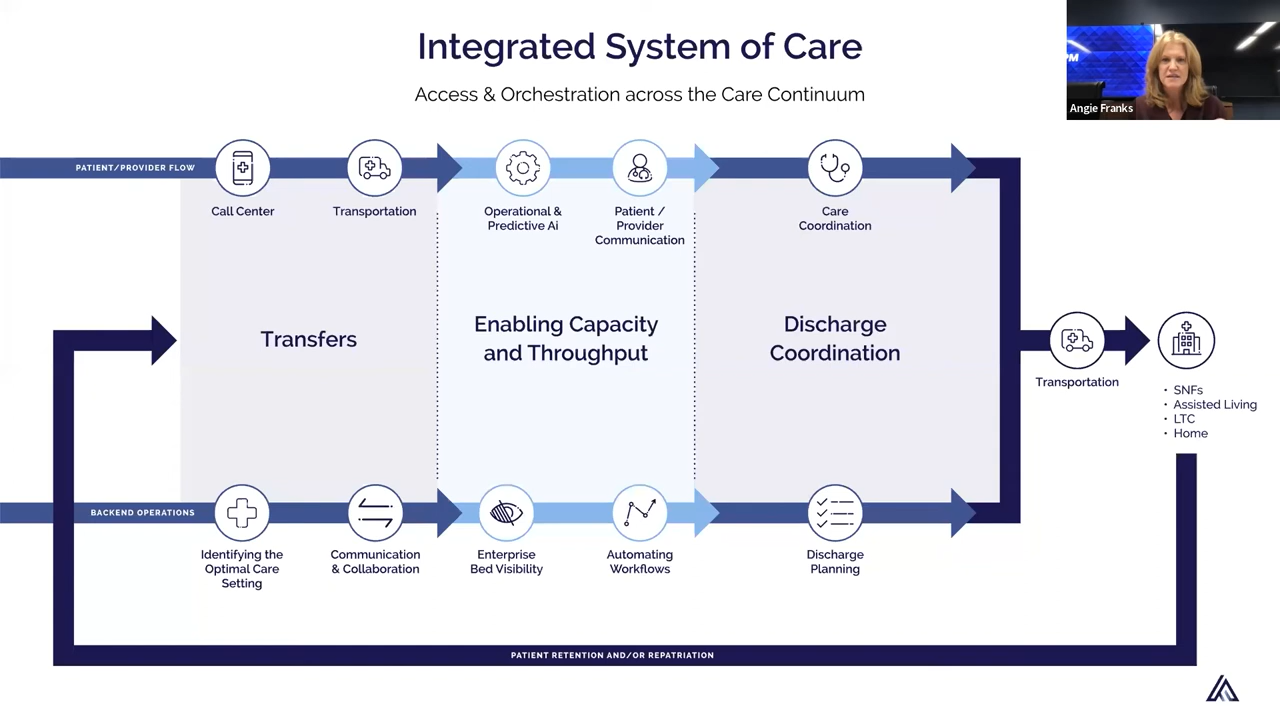 Integrated System of Care
Access & Orchestration across the Care Continuum
PM
Angie Franks
PATIENT/PROVIDER FLOW
Call Center
Transportation
Operational &
Predictive Ai
Patient /
Provider
Communication
Care
Coordination
Transfers
Enabling Capacity
and Throughput
Discharge
Coordination
Transportation
• SNFs
• Assisted Living
• LTC
• Home
BACKEND OPERATIONS
Identifying the
Optimal Care
Setting
Communication
& Collaboration
Enterprise
Bed Visibility
Automating
Workflows
Discharge
Planning
PATIENT RETENTION AND/OR REPATRIATION